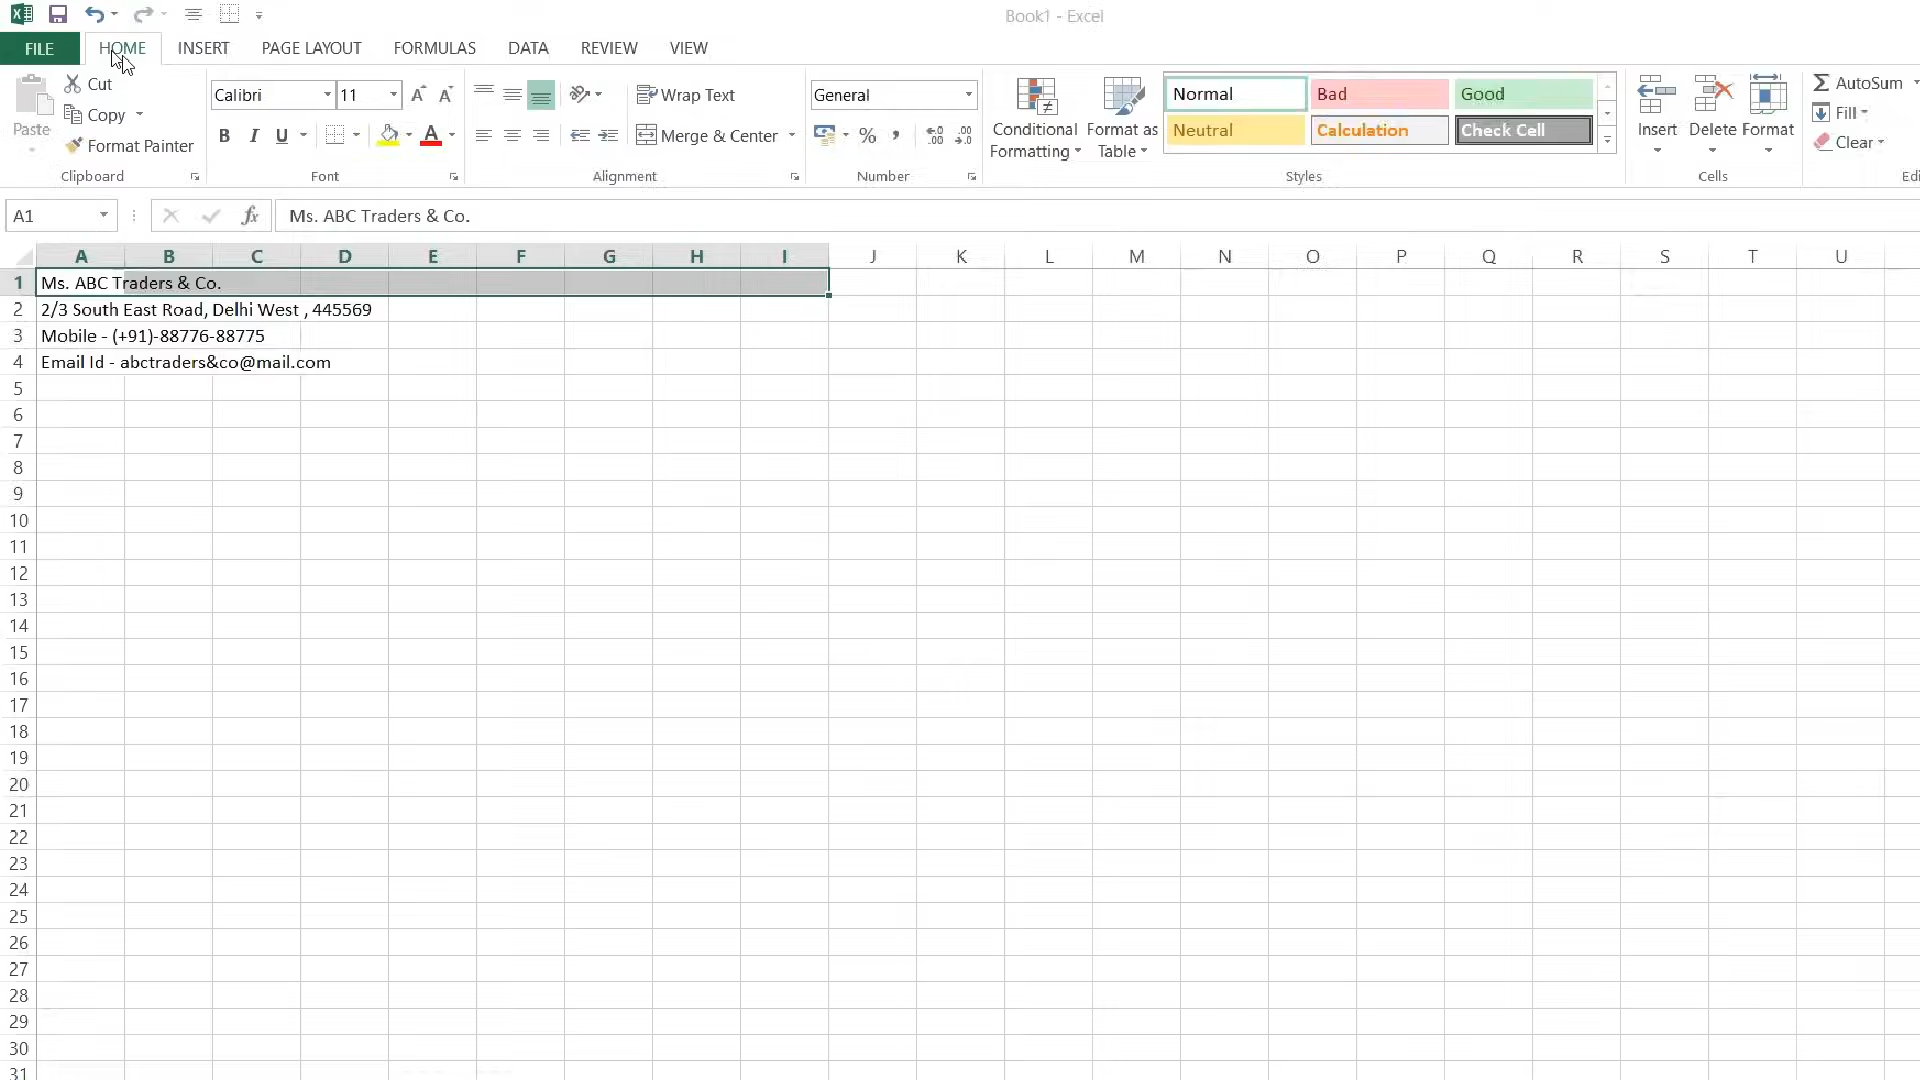 Book1 - Excel
FILE HOME INSERT PAGE LAYOUT FORMULAS DATA REVIEW VIEW
Paste
Cut
Copy
Format Painter
Clipboard
Calibri 11
B I U
Font
Wrap Text
Merge & Center
Alignment
General
% ,
Number
Conditional Formatting
Format as Table
Normal Bad Good
Neutral Calculation Check Cell
Styles
Insert Delete Format
Cells
AutoSum
Fill
Clear
A1 fx Ms. ABC Traders & Co.
A B C D E F G H I J K L M N O P Q R S T U
1 Ms. ABC Traders & Co.
2 2/3 South East Road, Delhi West , 445569
3 Mobile - (+91)-88776-88775
4 Email Id - abctraders&co@mail.com
5
6
7
8
9
10
11
12
13
14
15
16
17
18
19
20
21
22
23
24
25
26
27
28
29
30
31